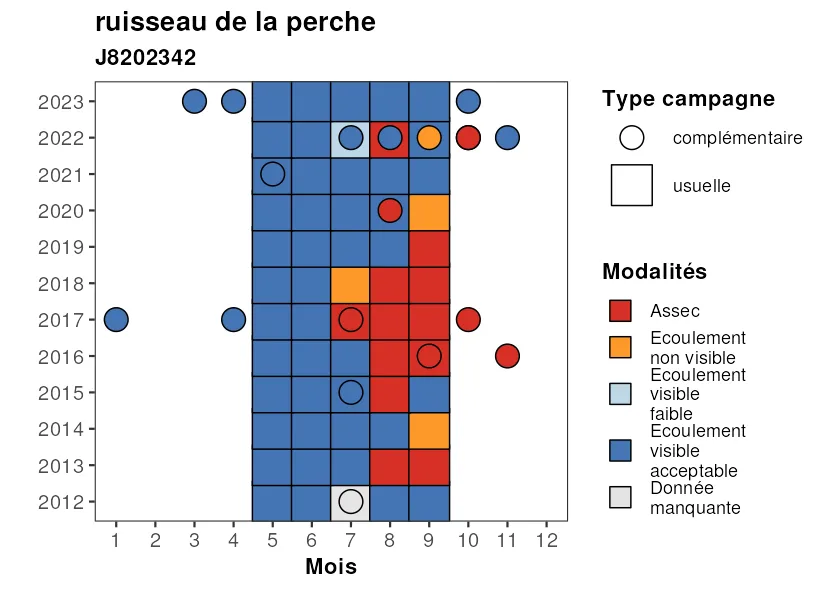 ruisseau de la perche
J8202342
2023
2022
2021
2020
2019
2018
2017
2016
2015
2014
2013
2012
1 2 3 4 5 6 7 8 9 10 11 12
Mois
Type campagne
complémentaire
usuelle
Modalités
Assec
Ecoulement
non visible
Ecoulement
visible
faible
Ecoulement
visible
acceptable
Donnée
manquante